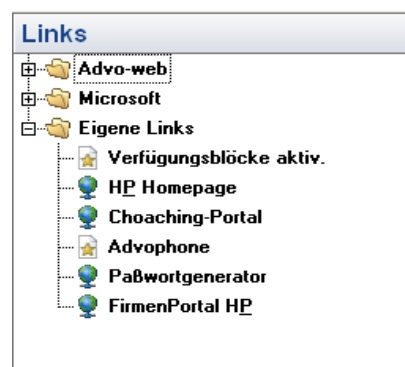 Links
Advo-web
Microsoft
Eigene Links
Verfügungsblöcke aktiv.
HP Homepage
Choaching-Portal
Advophone
Paßwortgenerator
FirmenPortal HP